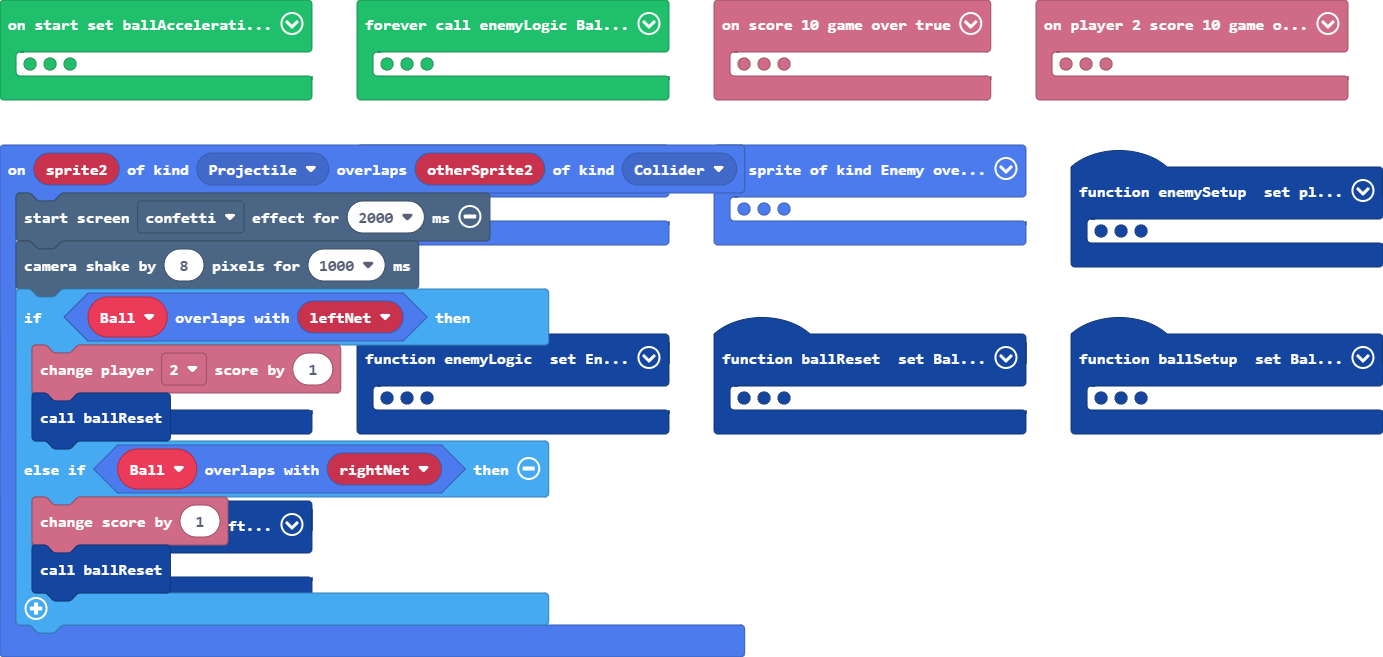 on start set ballAccelerati...
forever call enemyLogic Bal...
on score 10 game over true
on player 2 score 10 game o...
on sprite2 of kind Projectile overlaps otherSprite2 of kind Collider
sprite of kind Enemy ove...
function enemySetup set pl...
start screen confetti effect for 2000 ms
camera shake by 8 pixels for 1000 ms
if Ball overlaps with leftNet then
function enemyLogic set En...
function ballReset set Bal...
function ballSetup set Bal...
change player 2 score by 1
call ballReset
else if Ball overlaps with rightNet then
change score by 1
ft...
call ballReset